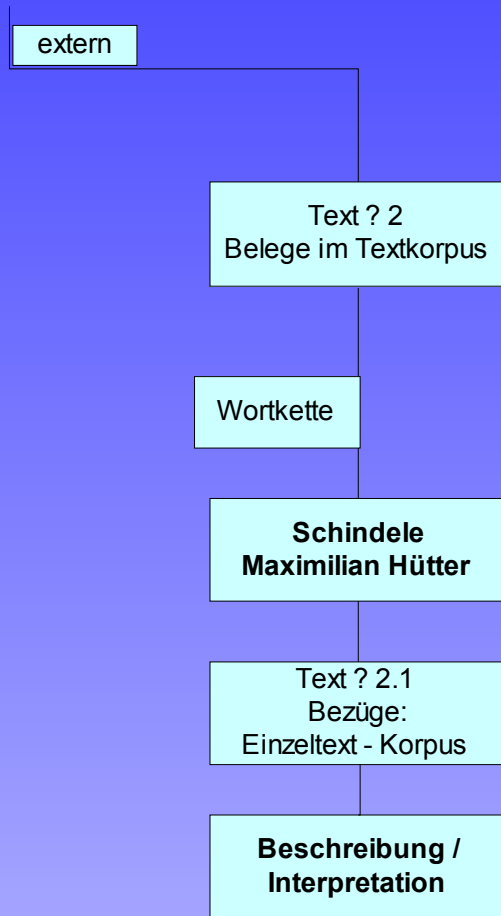 extern
Text ? 2
Belege im Textkorpus
Wortkette
Schindele
Maximilian Hütter
Text ? 2.1
Bezüge:
Einzeltext - Korpus
Beschreibung /
Interpretation